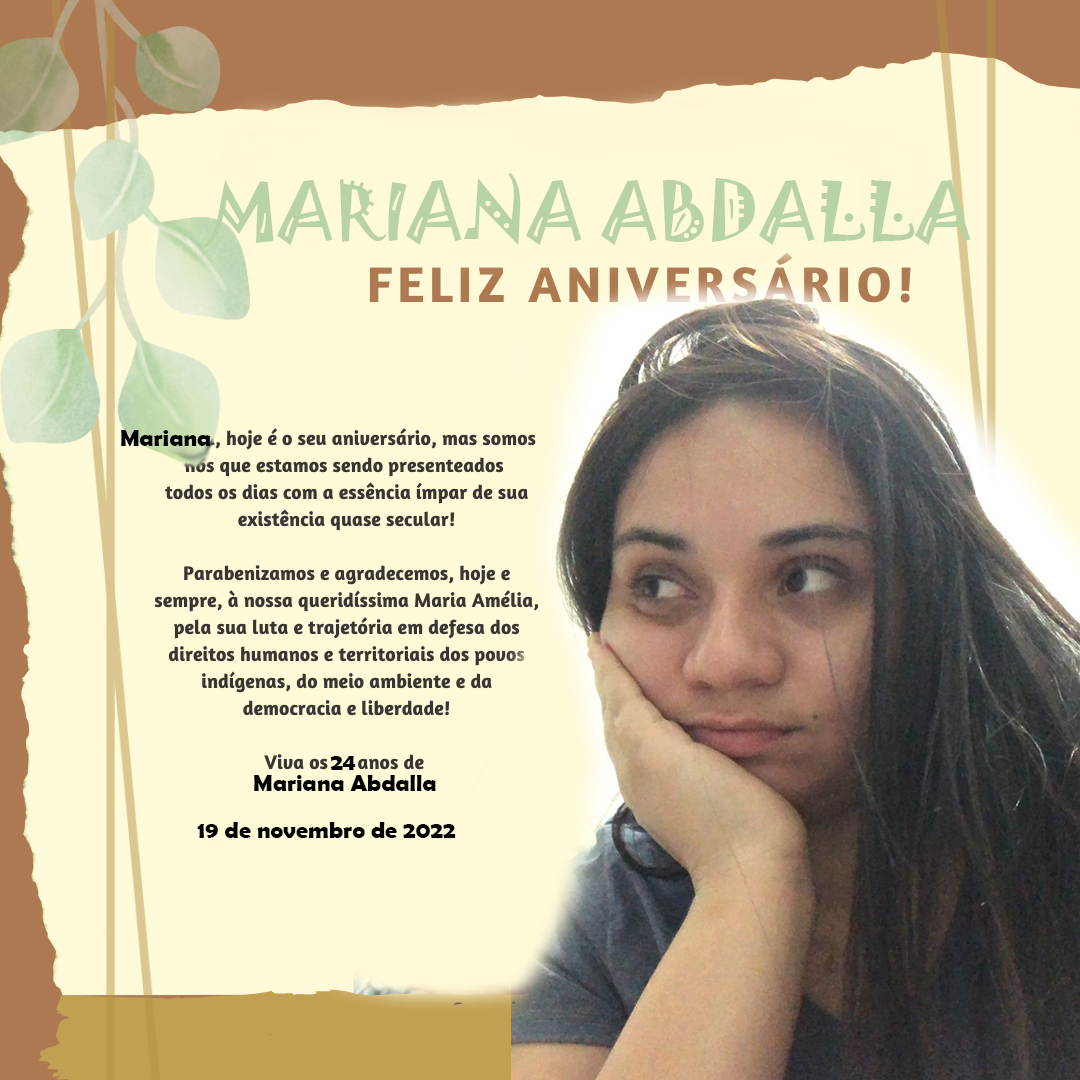 MARIANA ABDALLA
FELIZ ANIVERSÁRIO!
Mariana, hoje é o seu aniversário, mas somos
nós que estamos sendo presenteados
todos os dias com a essência ímpar de sua
existência quase secular!
Parabenizamos e agradecemos, hoje e
sempre, à nossa queridíssima Maria Amélia,
pela sua luta e trajetória em defesa dos
direitos humanos e territoriais dos povos
indígenas, do meio ambiente e da
democracia e liberdade!
Viva os 24 anos de
Mariana Abdalla
19 de novembro de 2022